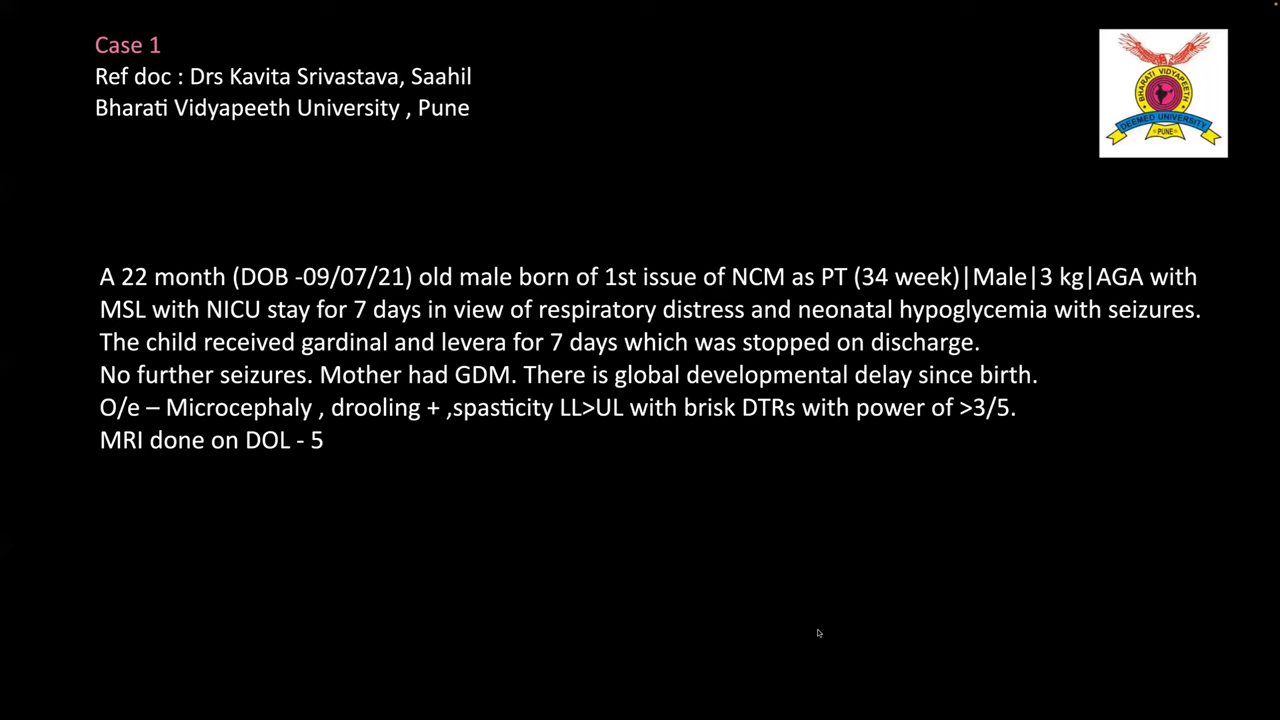 Case 1
Ref doc : Drs Kavita Srivastava, Saahil
Bharati Vidyapeeth University , Pune
BHARATI VIDYAPEETH
DEEMED UNIVERSITY
PUNE
A 22 month (DOB -09/07/21) old male born of 1st issue of NCM as PT (34 week)|Male|3 kg|AGA with
MSL with NICU stay for 7 days in view of respiratory distress and neonatal hypoglycemia with seizures.
The child received gardinal and levera for 7 days which was stopped on discharge.
No further seizures. Mother had GDM. There is global developmental delay since birth.
O/e – Microcephaly , drooling + ,spasticity LL>UL with brisk DTRs with power of >3/5.
MRI done on DOL - 5